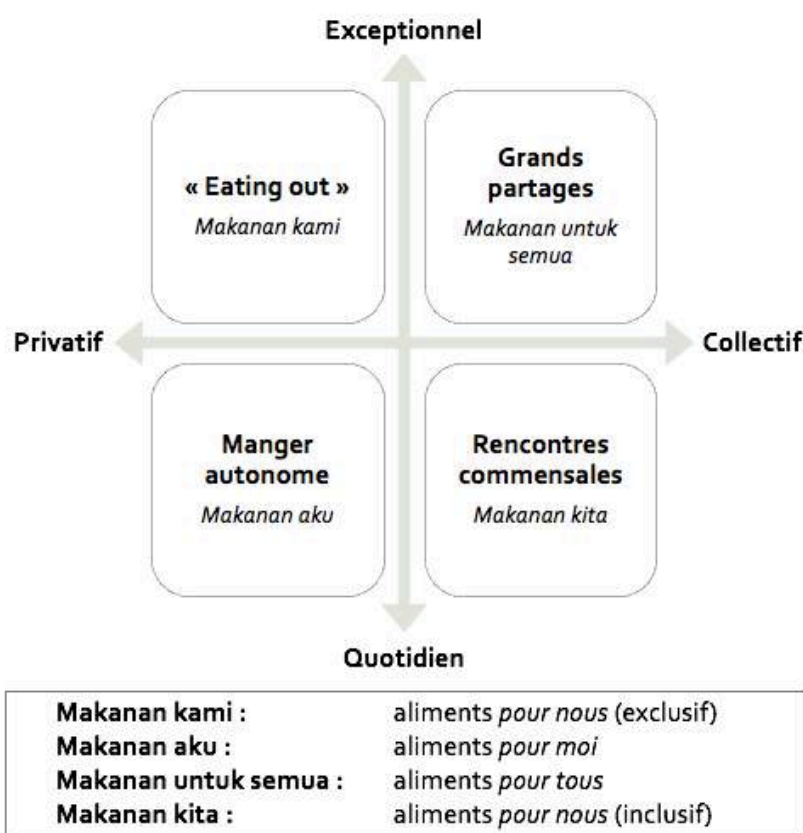 Exceptionnel
« Eating out »
Makanan kami
Grands
partages
Makanan untuk
semua
Privatif
Collectif
Manger
autonome
Makanan aku
Rencontres
commensales
Makanan kita
Quotidien
Makanan kami : aliments pour nous (exclusif)
Makanan aku : aliments pour moi
Makanan untuk semua : aliments pour tous
Makanan kita : aliments pour nous (inclusif)